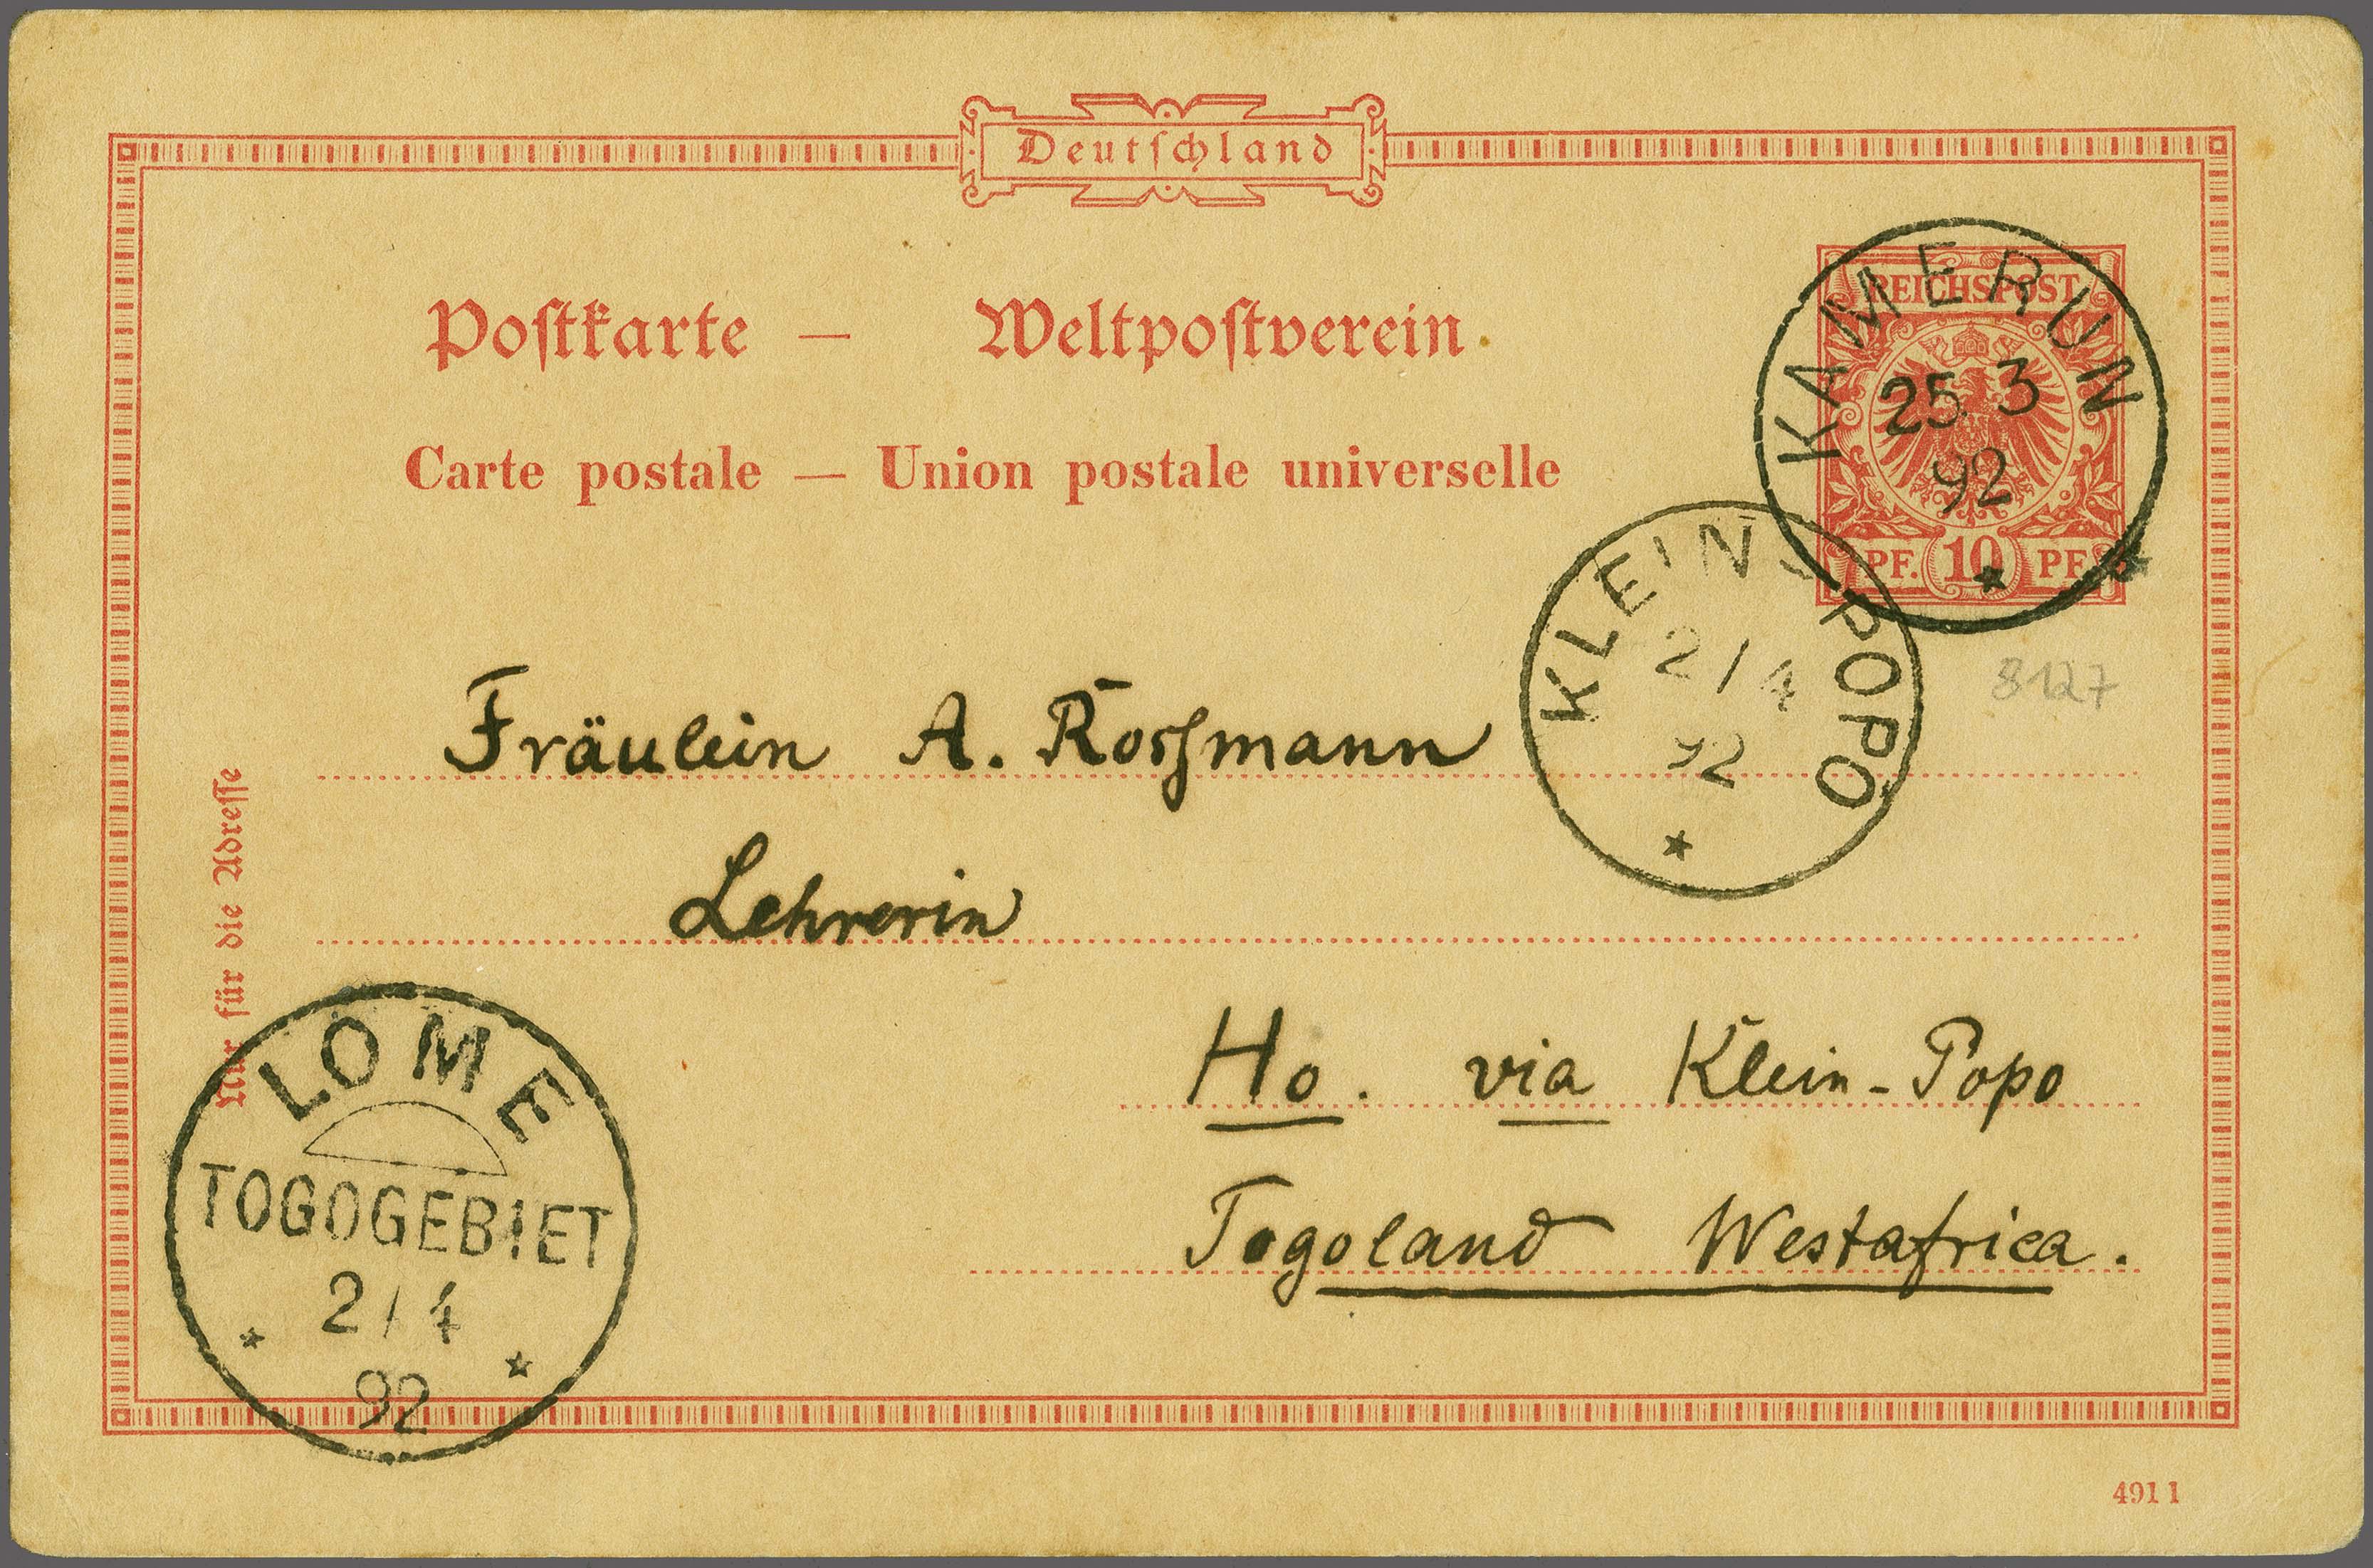 Deutschland
Postkarte — Weltpostverein
Carte postale — Union postale universelle
REICHSPOST
PF. 10 PF.
KAMERUN
25 3
92
KLEIN-POPÓ
2/4
92
8127
Fräulein A. Rossmann
Lehrerin
Ho. via Klein-Popo
Togoland Westafrica.
Nur für die Adresse
LOME
TOGOGEBIET
2/4
92
4911